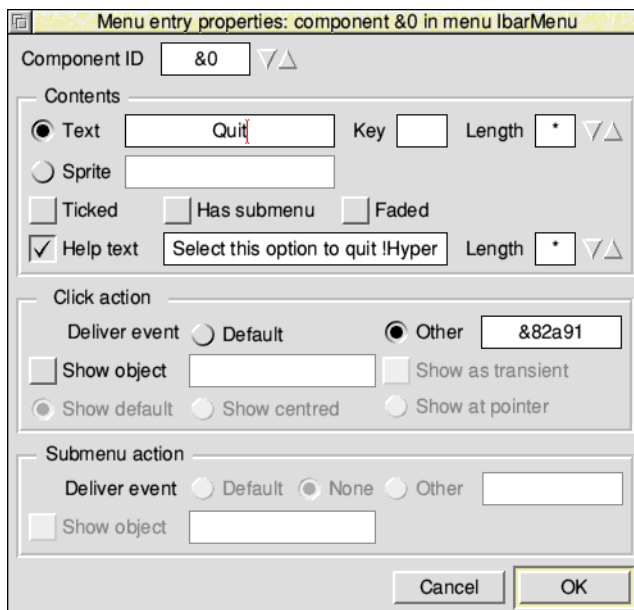 Menu entry properties: component &0 in menu IbarMenu
Component ID &0
Contents
Text Quit Key Length *
Sprite
Ticked Has submenu Faded
Help text Select this option to quit !Hyper Length *
Click action
Deliver event Default Other &82a91
Show object Show as transient
Show default Show centred Show at pointer
Submenu action
Deliver event Default None Other
Show object
Cancel OK